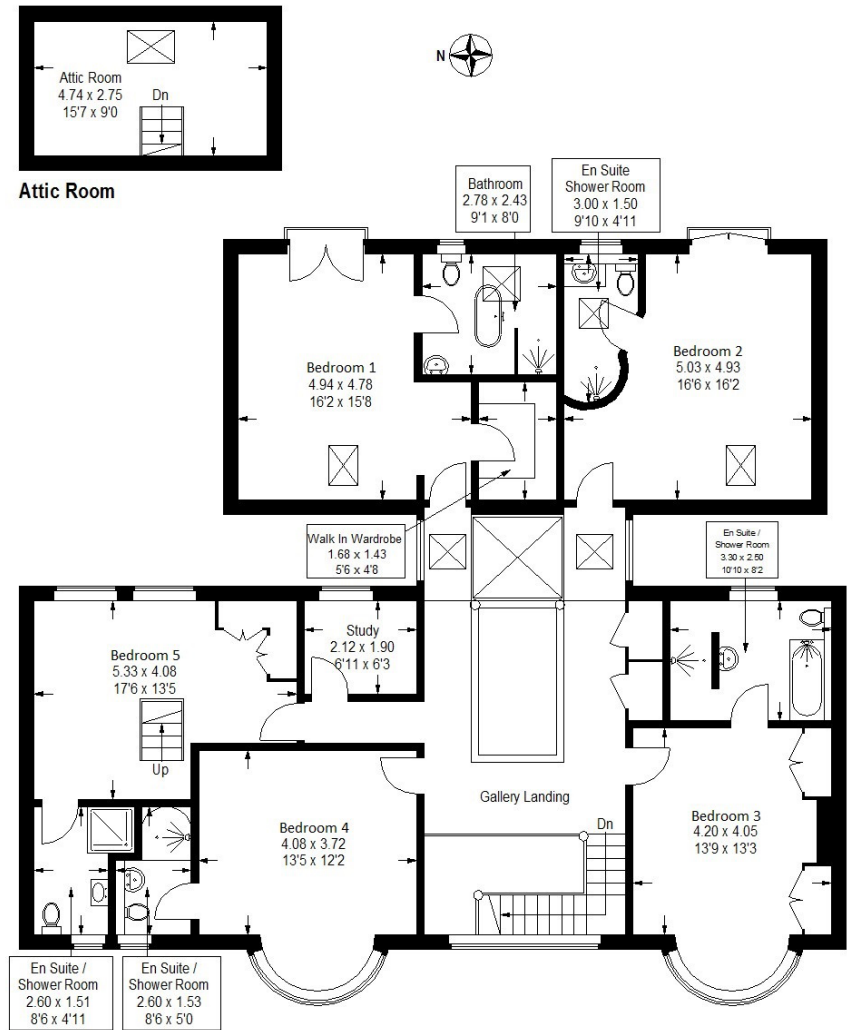 Attic Room
4.74 x 2.75
15'7 x 9'0
Dn
Attic Room
N
Bathroom
2.78 x 2.43
9'1 x 8'0
En Suite
Shower Room
3.00 x 1.50
9'10 x 4'11
Bedroom 1
4.94 x 4.78
16'2 x 15'8
Bedroom 2
5.03 x 4.93
16'6 x 16'2
Walk In Wardrobe
1.68 x 1.43
5'6 x 4'8
En Suite /
Shower Room
3.30 x 2.50
10'10 x 8'2
Study
2.12 x 1.90
6'11 x 6'3
Bedroom 5
5.33 x 4.08
17'6 x 13'5
Up
Gallery Landing
Dn
Bedroom 4
4.08 x 3.72
13'5 x 12'2
Bedroom 3
4.20 x 4.05
13'9 x 13'3
En Suite /
Shower Room
2.60 x 1.51
8'6 x 4'11
En Suite /
Shower Room
2.60 x 1.53
8'6 x 5'0